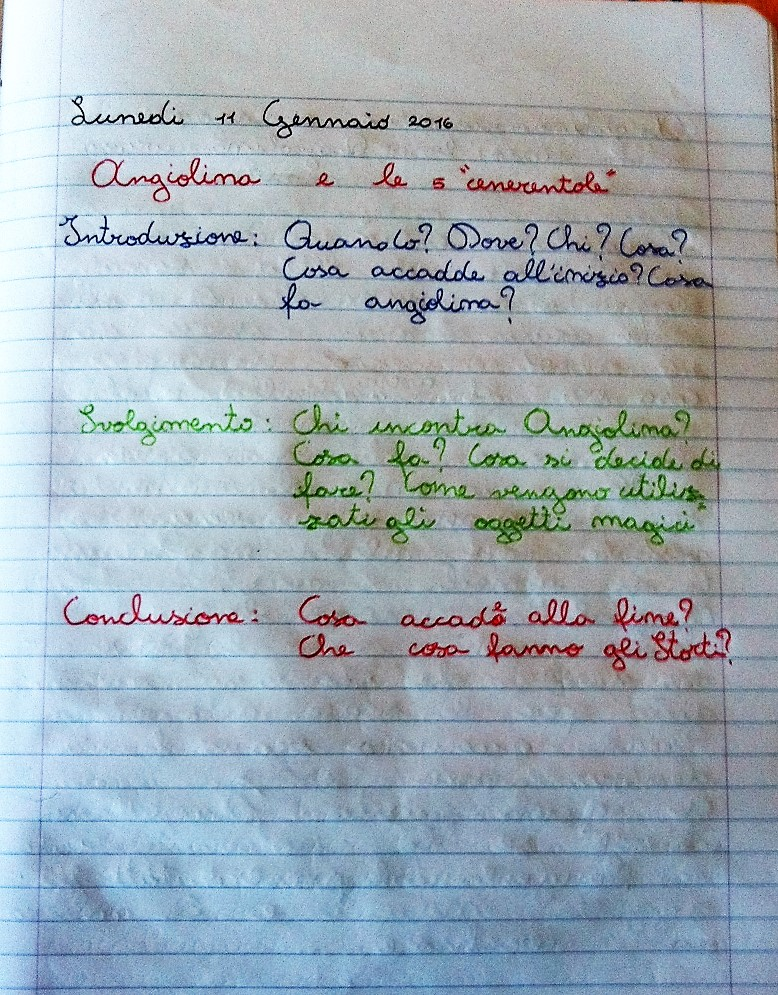 Lunedì 11 Gennaio 2016
Angiolina e le 5 "cenerentole"
Introduzione: Quando? Dove? Chi? Cosa?
Cosa accadde all'inizio? Cosa
fa angiolina?
Svolgimento: Chi incontra Angiolina?
Cosa fa? Cosa si decide di
fare? Come vengono utiliz=
zati gli oggetti magici
Conclusione: Cosa accade alla fine?
Che cosa fanno gli Storti?